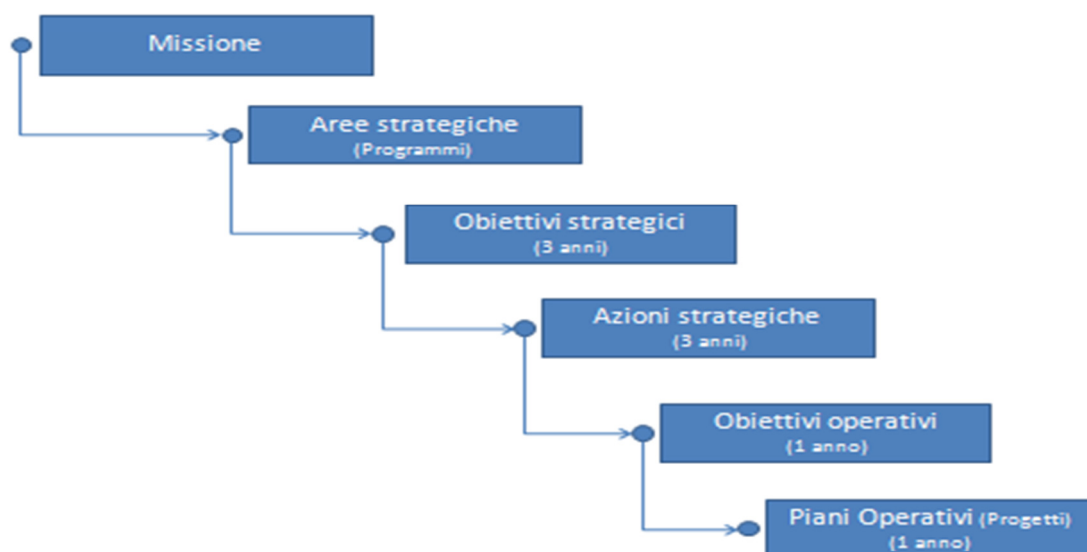 Missione
Aree strategiche
(Programmi)
Obiettivi strategici
(3 anni)
Azioni strategiche
(3 anni)
Obiettivi operativi
(1 anno)
Piani Operativi (Progetti)
(1 anno)